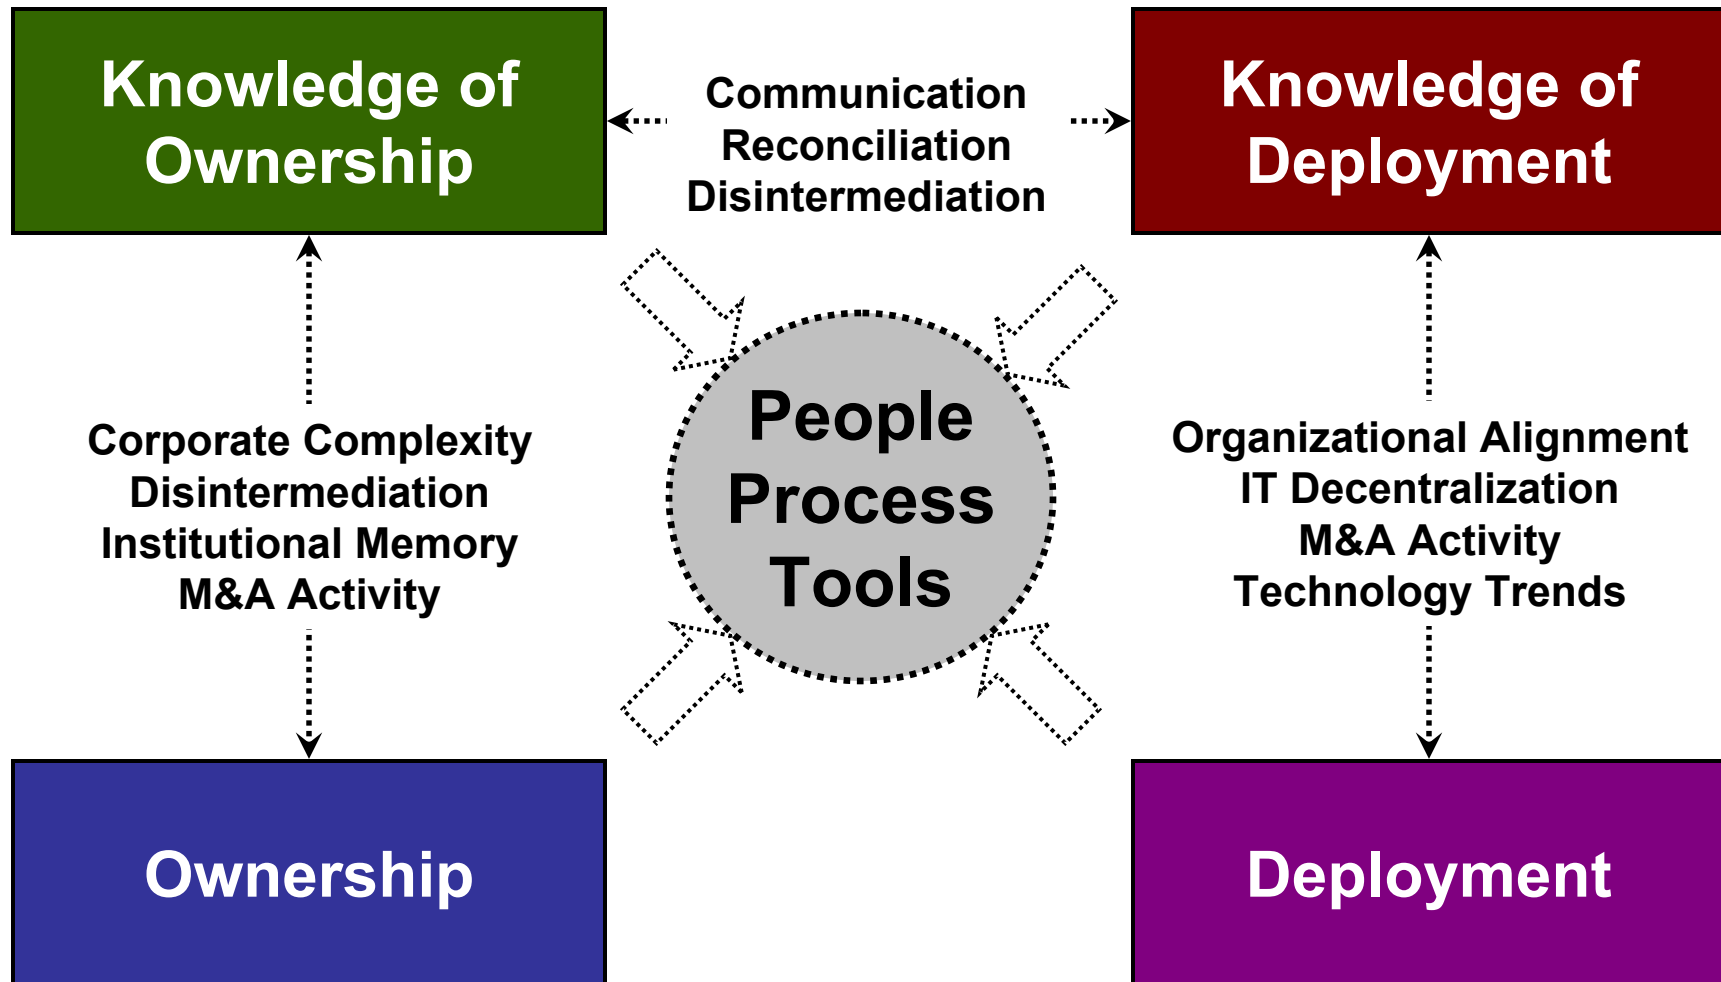 Knowledge of
Ownership
Communication
Reconciliation
Disintermediation
Knowledge of
Deployment
Corporate Complexity
Disintermediation
Institutional Memory
M&A Activity
People
Process
Tools
Organizational Alignment
IT Decentralization
M&A Activity
Technology Trends
Ownership
Deployment